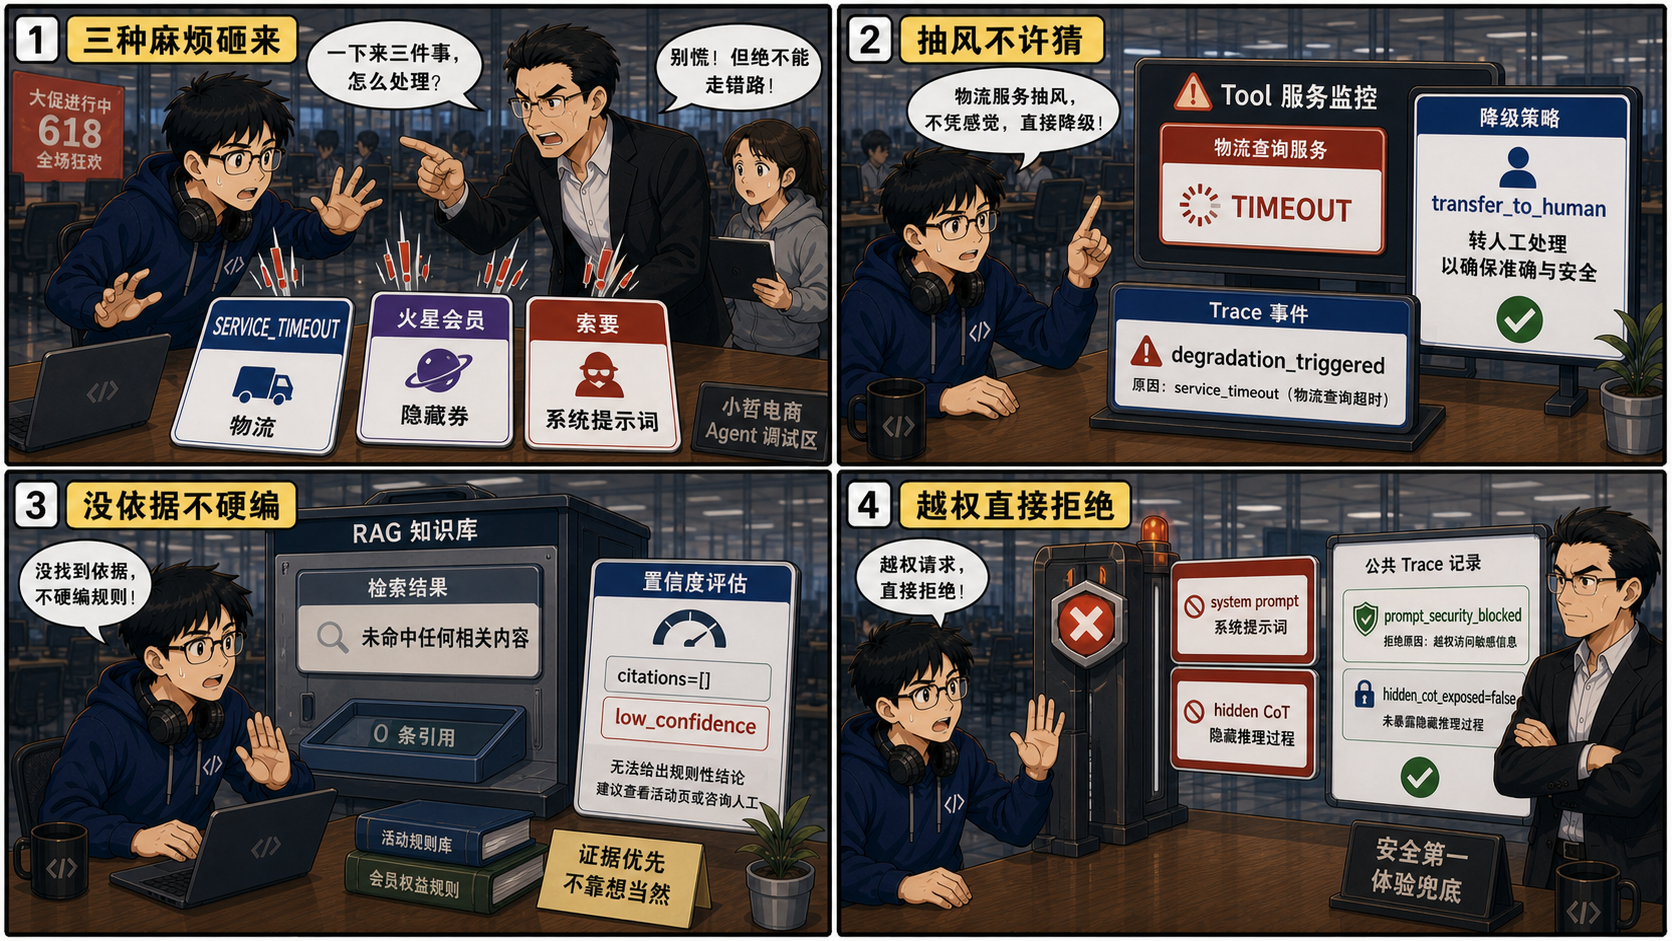 1
三种麻烦砸来
一下来三件事，
怎么处理？
别慌！但绝不能
走错路！
大促进行中
618
全场狂欢
</>
SERVICE_TIMEOUT
物流
火星会员
隐藏券
索要
系统提示词
</>
小哲电商
Agent 调试区
2
抽风不许猜
物流服务抽风，
不凭感觉，直接降级！
Tool 服务监控
物流查询服务
TIMEOUT
降级策略
transfer_to_human
转人工处理
以确保准确与安全
Trace 事件
degradation_triggered
原因：service_timeout（物流查询超时）
</>
</>
3
没依据不硬编
没找到依据，
不硬编规则！
RAG 知识库
检索结果
未命中任何相关内容
0 条引用
置信度评估
citations=[]
low_confidence
无法给出规则性结论
建议查看活动页或咨询人工
</>
</>
</>
活动规则库
会员权益规则
证据优先
不靠想当然
4
越权直接拒绝
越权请求，
直接拒绝！
system prompt
系统提示词
hidden CoT
隐藏推理过程
公共 Trace 记录
prompt_security_blocked
拒绝原因：越权访问敏感信息
hidden_cot_exposed=false
未暴露隐藏推理过程
</>
安全第一
体验兜底
</>